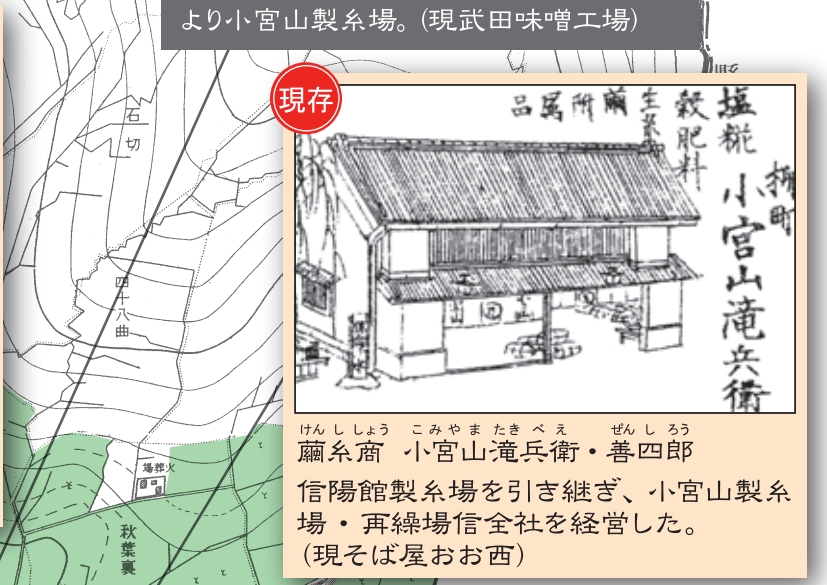 より小宮山製糸場。(現武田味噌工場)
現存
塩糀
穀肥料
生糸
繭附属品
柳町
小宮山滝兵衛
石切
四十八曲
火葬場
秋葉裏
けんししょう こみやまたきべえ ぜんしろう
繭糸商 小宮山滝兵衛・善四郎
信陽館製糸場を引き継ぎ、小宮山製糸
場・再繰場信全社を経営した。
(現そば屋おお西)